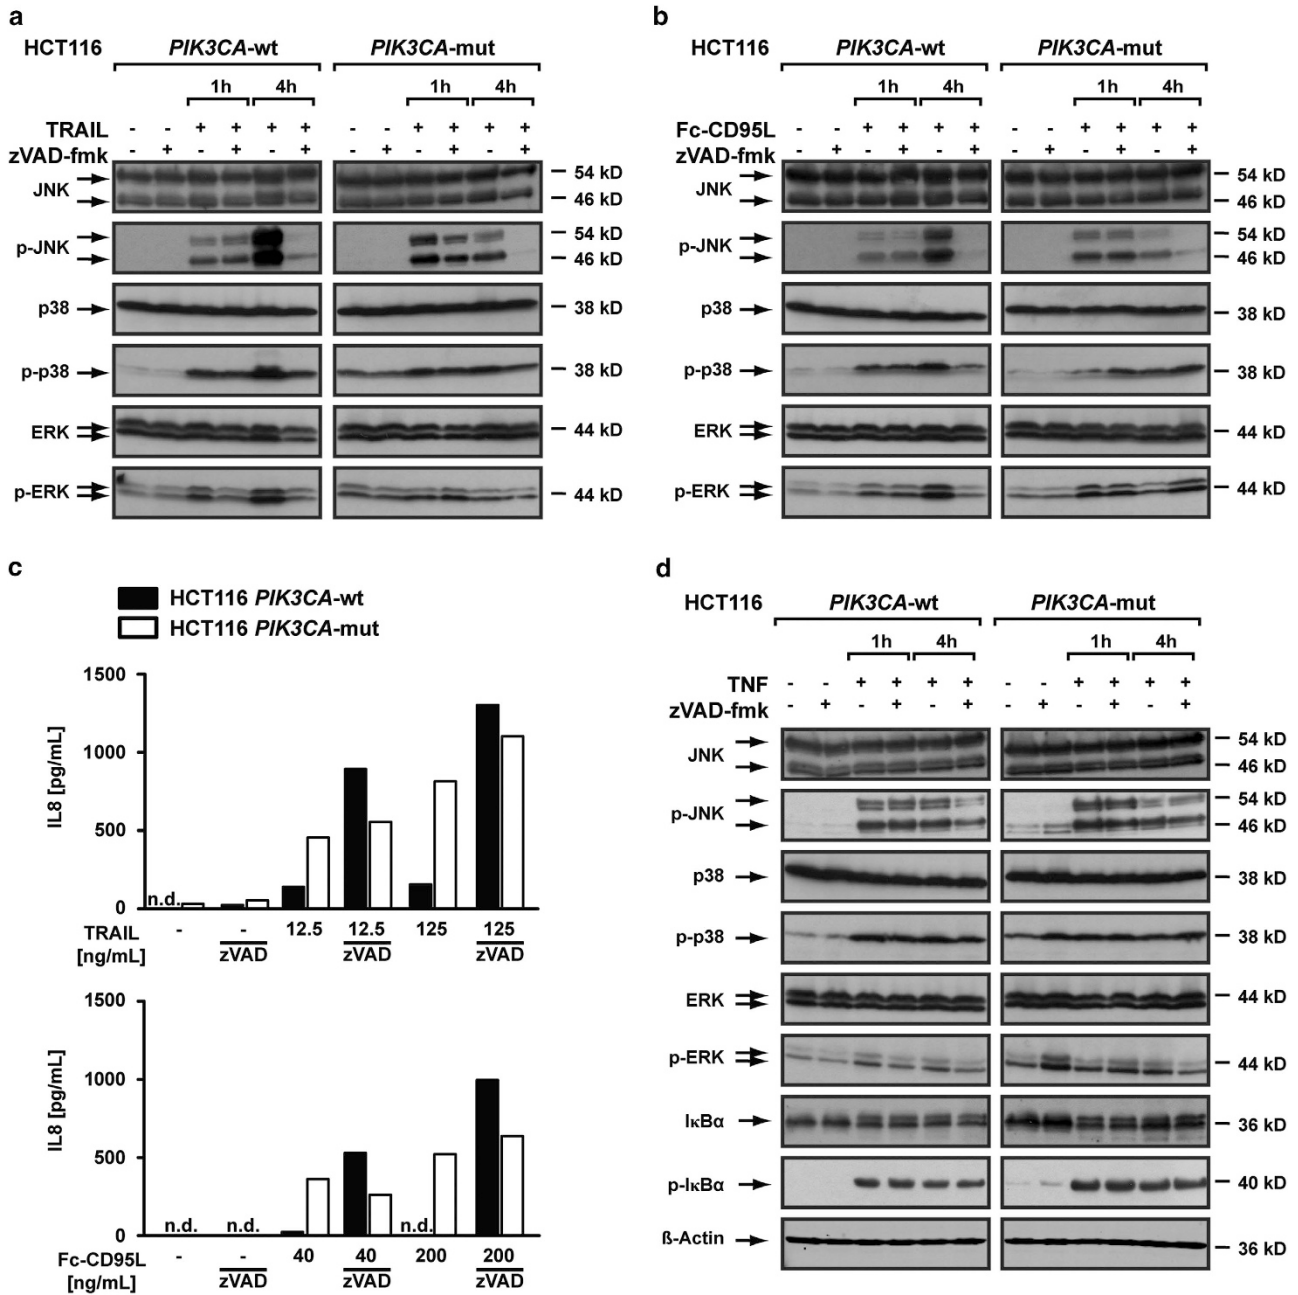 a
HCT116 PIK3CA-wt PIK3CA-mut
1h 4h 1h 4h
TRAIL - - + + + + - - + + + +
zVAD-fmk - + - + - + - + - + - +
JNK 54 kD
46 kD
p-JNK 54 kD
46 kD
p38 38 kD
p-p38 38 kD
ERK 44 kD
p-ERK 44 kD
b
HCT116 PIK3CA-wt PIK3CA-mut
1h 4h 1h 4h
Fc-CD95L - - + + + + - - + + + +
zVAD-fmk - + - + - + - + - + - +
JNK 54 kD
46 kD
p-JNK 54 kD
46 kD
p38 38 kD
p-p38 38 kD
ERK 44 kD
p-ERK 44 kD
c
HCT116 PIK3CA-wt
HCT116 PIK3CA-mut
IL8 [pg/mL]
1500
1000
500
0
n.d.
TRAIL - - 12.5 12.5 125 125
[ng/mL] zVAD zVAD zVAD
IL8 [pg/mL]
1500
1000
500
0
n.d. n.d. n.d.
Fc-CD95L - - 40 40 200 200
[ng/mL] zVAD zVAD zVAD
d
HCT116 PIK3CA-wt PIK3CA-mut
1h 4h 1h 4h
TNF - - + + + + - - + + + +
zVAD-fmk - + - + - + - + - + - +
JNK 54 kD
46 kD
p-JNK 54 kD
46 kD
p38 38 kD
p-p38 38 kD
ERK 44 kD
p-ERK 44 kD
IκBα 36 kD
p-IκBα 40 kD
ß-Actin 36 kD